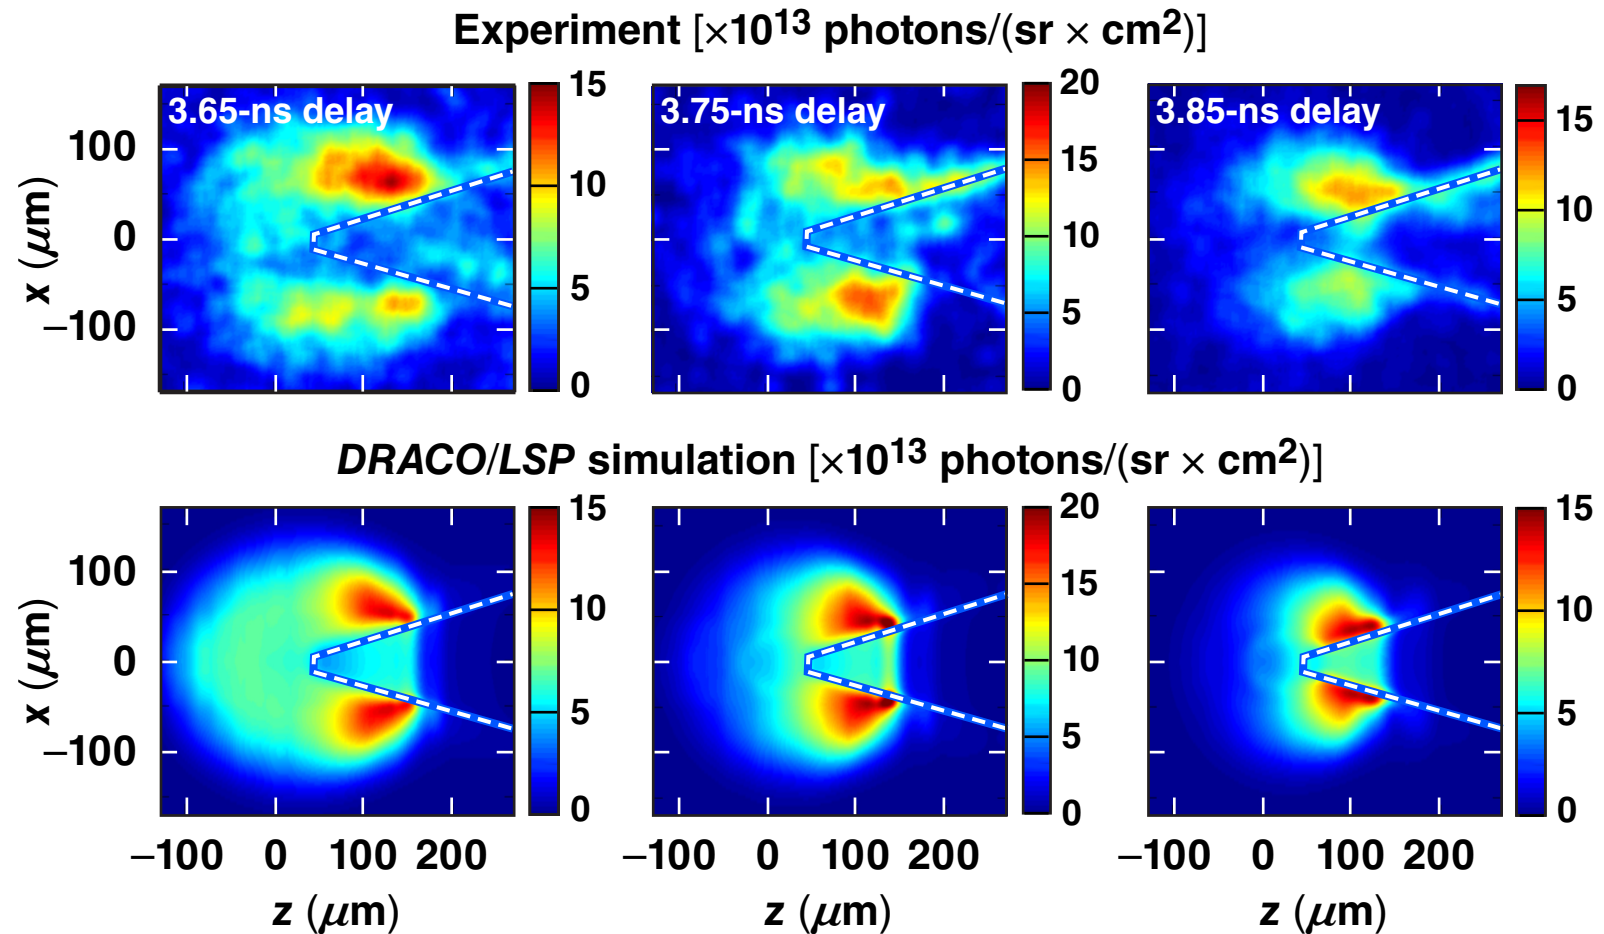 Experiment [×10¹³ photons/(sr × cm²)]
3.65-ns delay
3.75-ns delay
3.85-ns delay
x (μm)
100
0
–100
15
10
5
0
20
15
10
5
0
15
10
5
0
DRACO/LSP simulation [×10¹³ photons/(sr × cm²)]
x (μm)
100
0
–100
15
10
5
0
20
15
10
5
0
15
10
5
0
–100 0 100 200
–100 0 100 200
–100 0 100 200
z (μm)
z (μm)
z (μm)